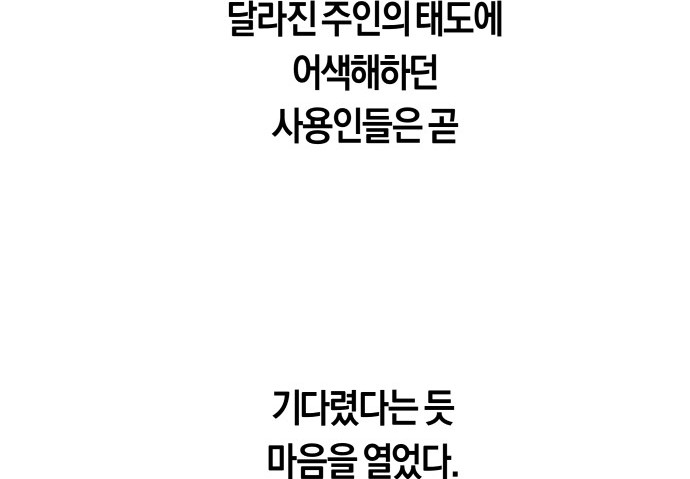 달라진 주인의 태도에
어색해하던
사용인들은 곧
기다렸다는 듯
마음을 열었다.